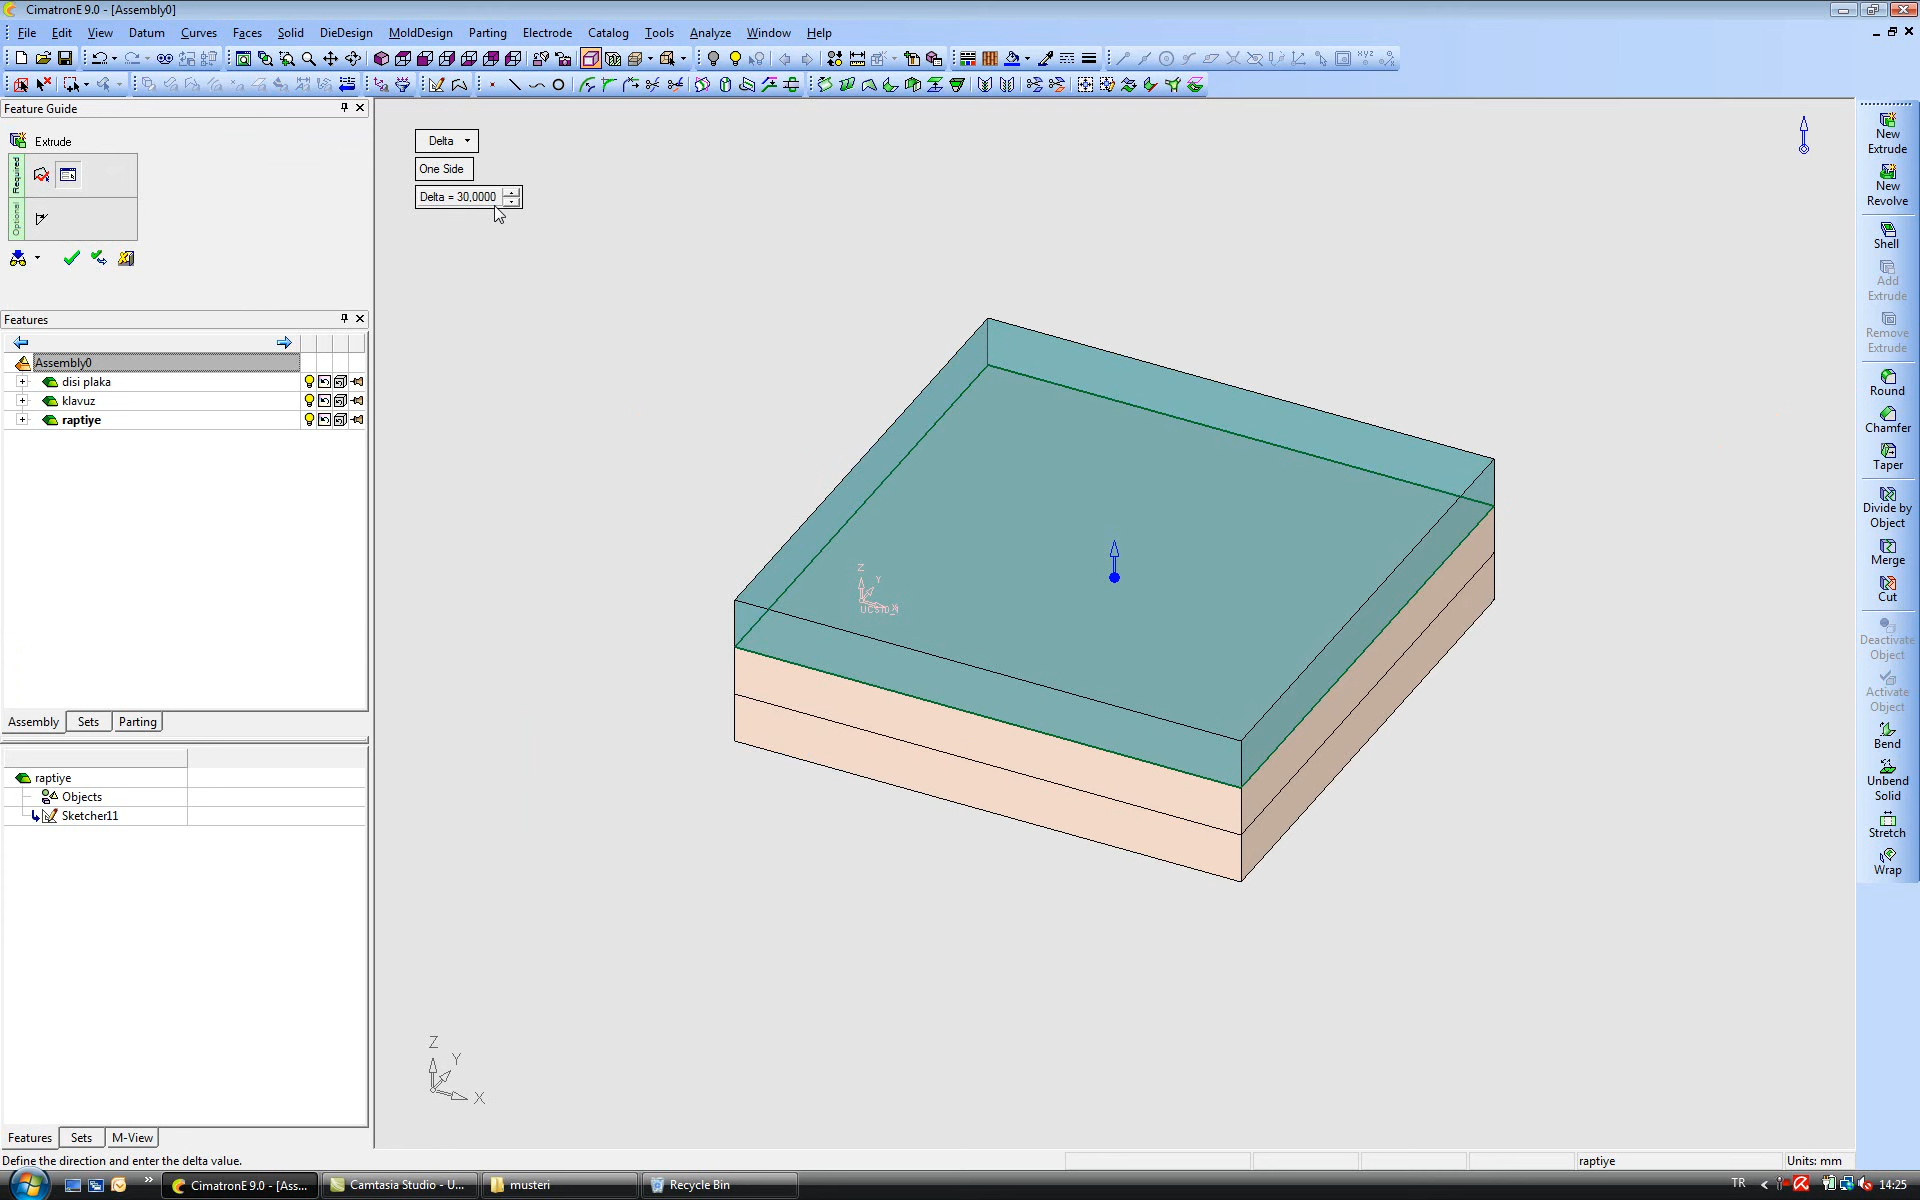 CimatronE 9.0 - [Assembly0]
File Edit View Datum Curves Faces Solid DieDesign MoldDesign Parting Electrode Catalog Tools Analyze Window Help
Feature Guide
Extrude
Required
Optional
Delta
One Side
Delta = 30,0000
Features
Assembly0
disi plaka
klavuz
raptiye
Assembly Sets Parting
raptiye
Objects
Sketcher11
Features Sets M-View
Z
Y
X
Z
Y
X
New
Extrude
New
Revolve
Shell
Add
Extrude
Remove
Extrude
Round
Chamfer
Taper
Divide by
Object
Merge
Cut
Deactivate
Object
Activate
Object
Bend
Unbend
Solid
Stretch
Wrap
Define the direction and enter the delta value.
raptiye
Units: mm
CimatronE 9.0 - [Ass...
Camtasia Studio - U...
musteri
Recycle Bin
TR
14:25